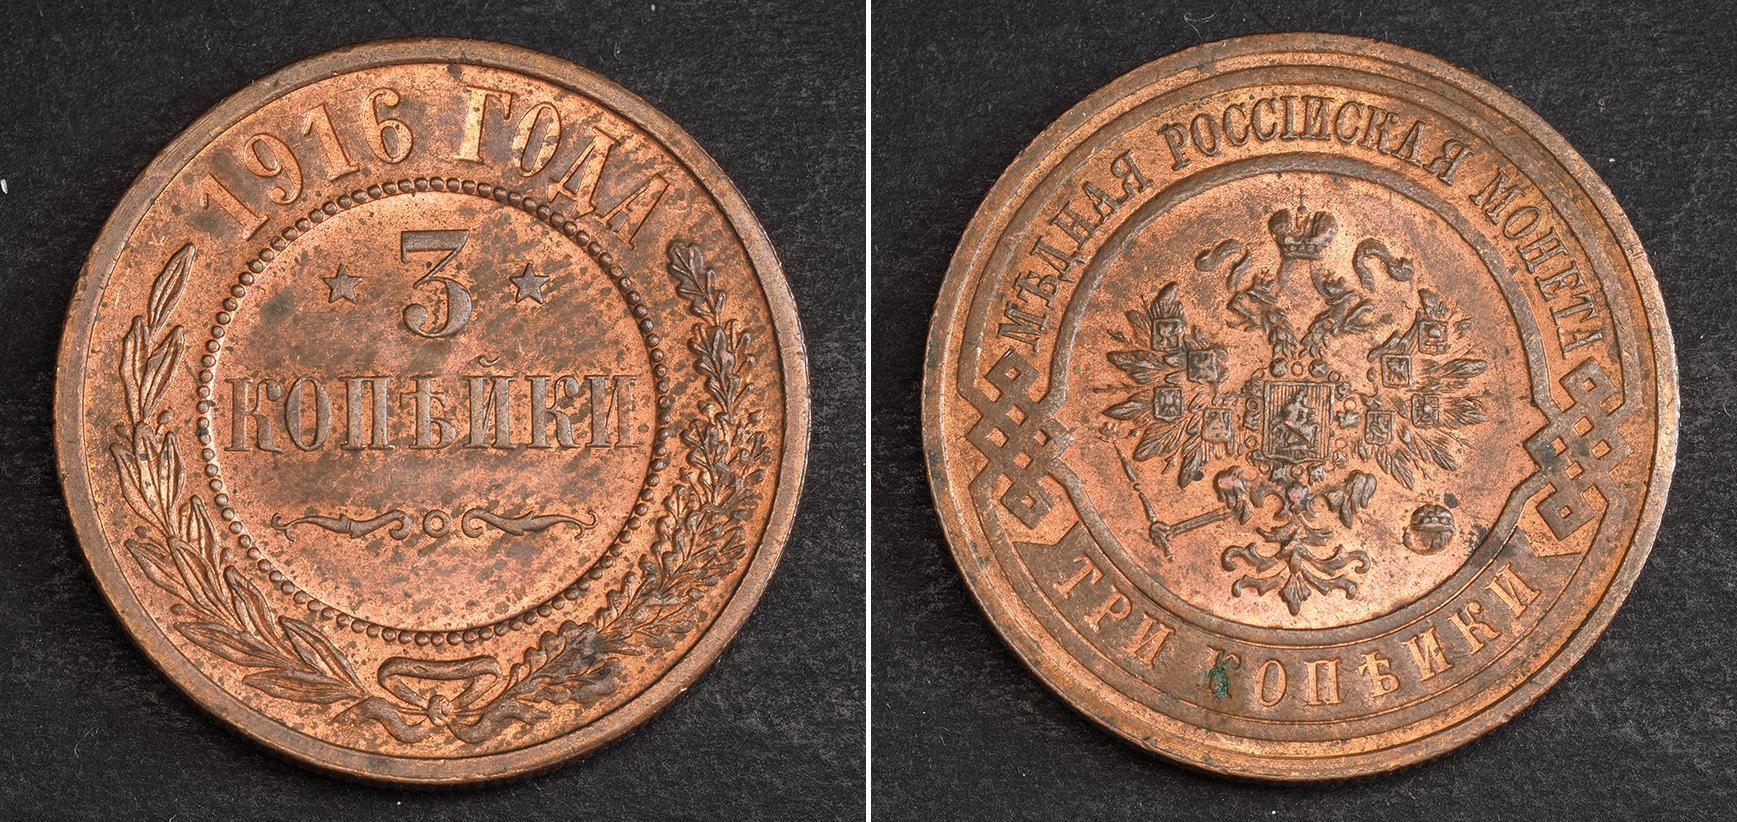 1916 ГОДА
3
КОПѢЙКИ
МѢДНАЯ РОССІЙСКАЯ МОНЕТА
ТРИ КОПѢЙКИ